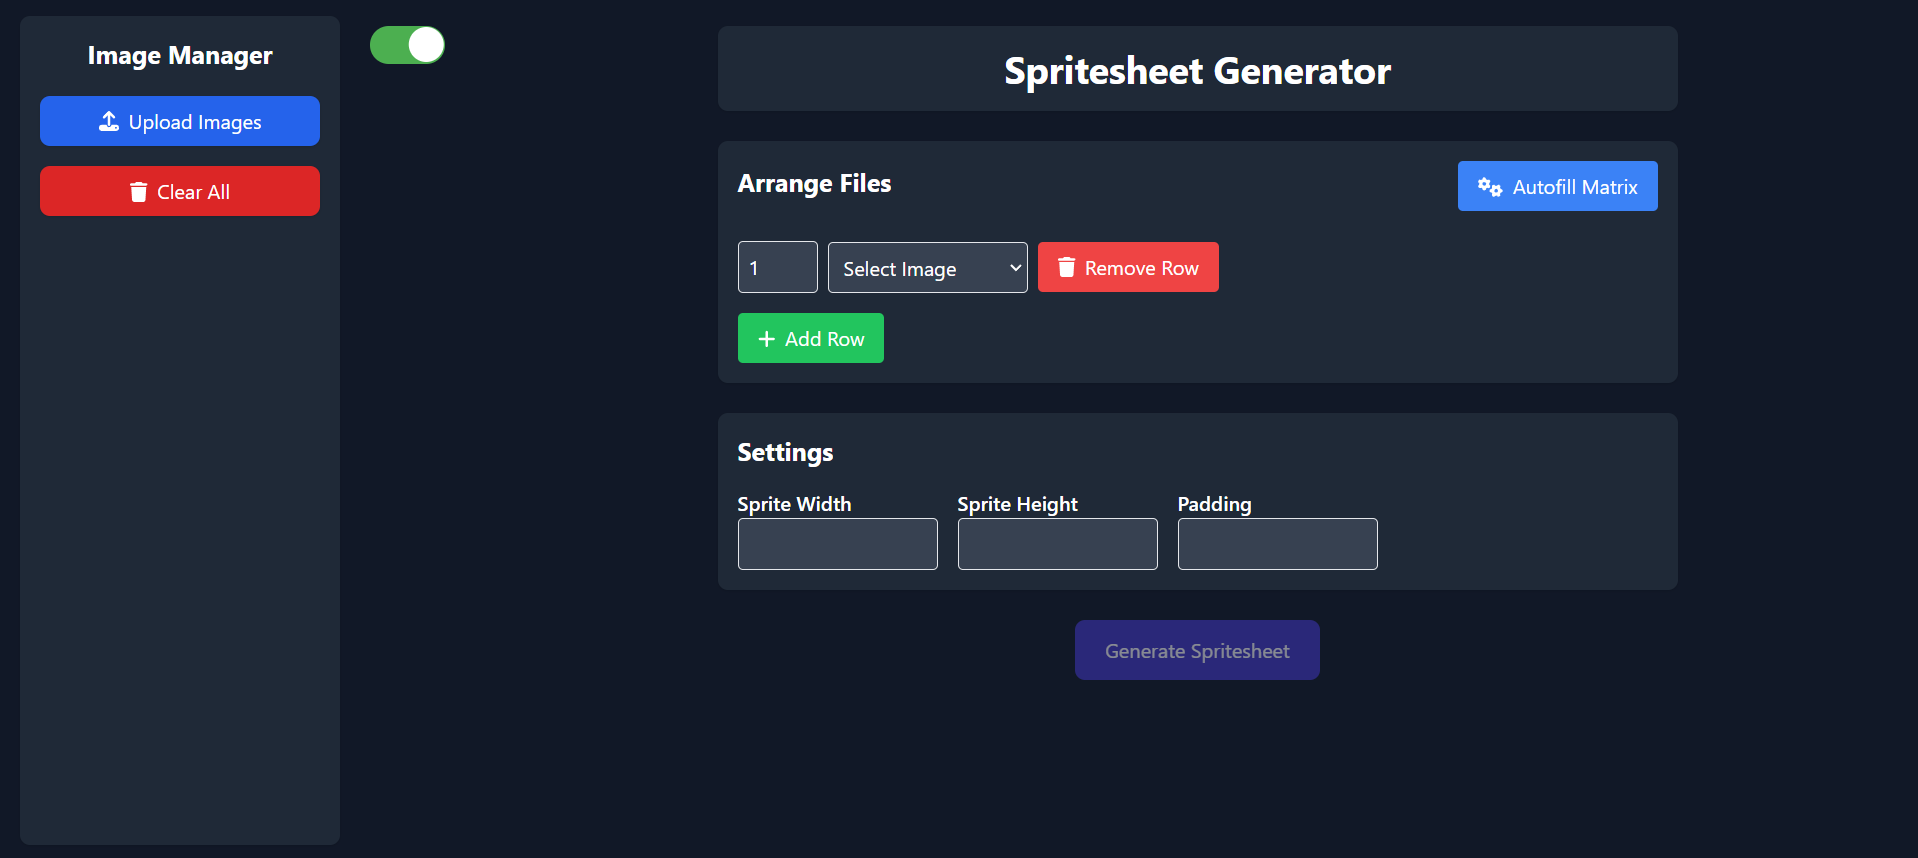 Image Manager
Upload Images
Clear All
Spritesheet Generator
Arrange Files
Autofill Matrix
1
Select Image
Remove Row
Add Row
Settings
Sprite Width
Sprite Height
Padding
Generate Spritesheet